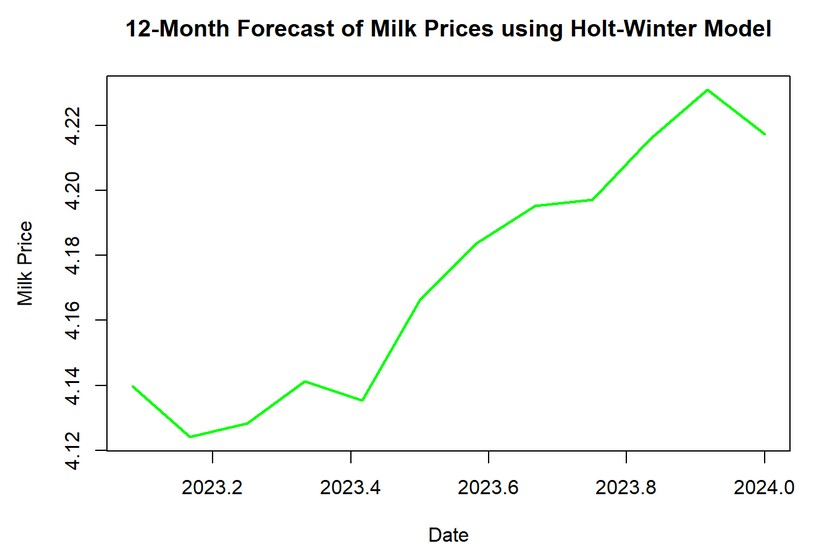 12-Month Forecast of Milk Prices using Holt-Winter Model
4.22
4.20
4.18
4.16
4.14
4.12
Milk Price
2023.2 2023.4 2023.6 2023.8 2024.0
Date